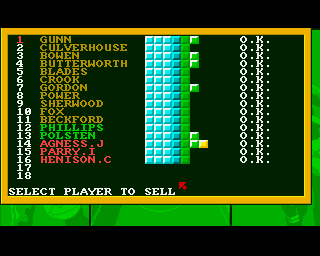 1 GUNN O.K.
2 CULVERHOUSE O.K.
3 BOWEN O.K.
4 BUTTERWORTH O.K.
5 BLADES O.K.
6 CROOK O.K.
7 GORDON O.K.
8 POWER O.K.
9 SHERWOOD O.K.
10 FOX O.K.
11 BECKFORD O.K.
12 PHILLIPS O.K.
13 POLSTEN O.K.
14 AGNESS.J O.K.
15 PARRY.I O.K.
16 HENISON.C O.K.
17
18
SELECT PLAYER TO SELL